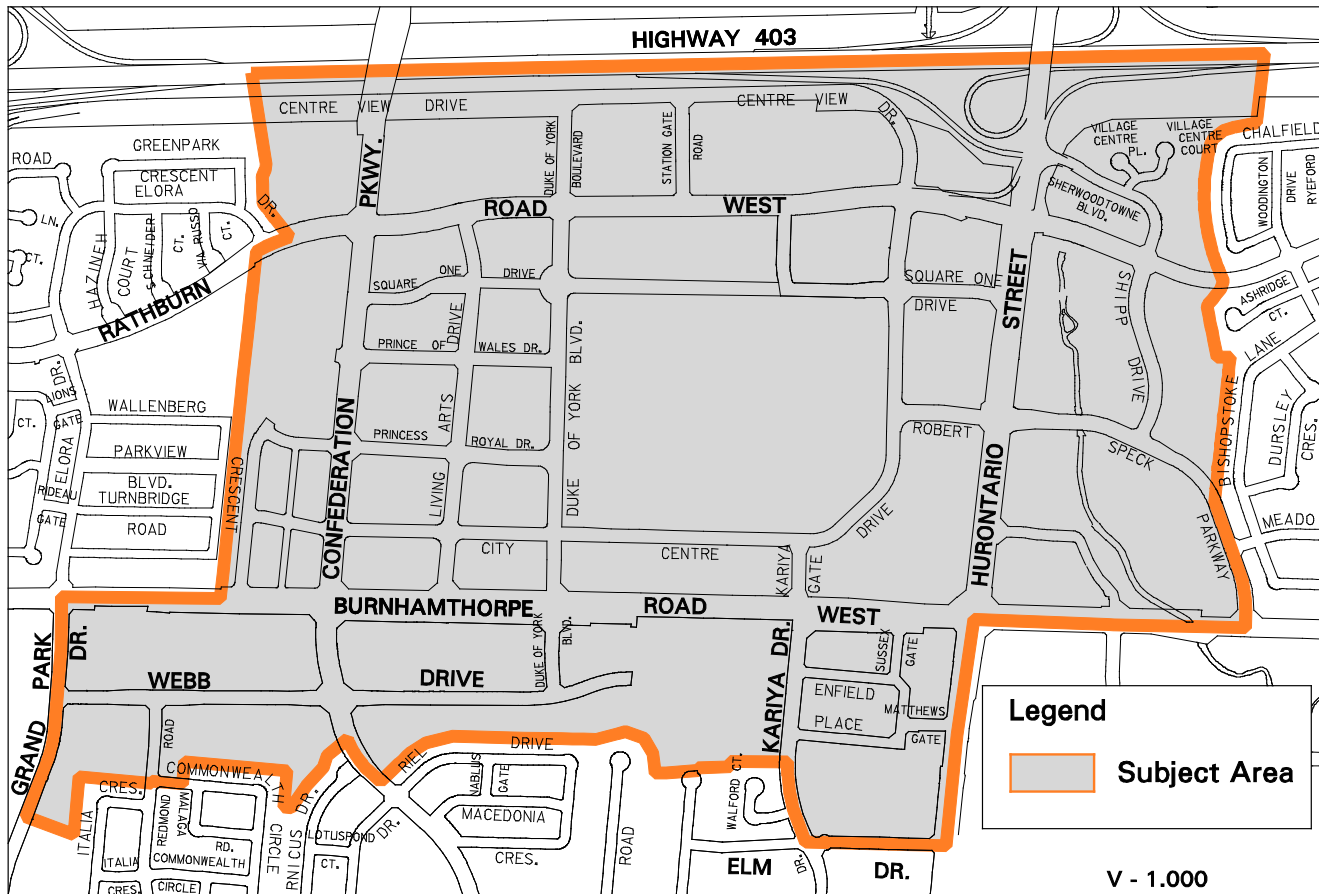 HIGHWAY 403
CENTRE VIEW DRIVE
CENTRE VIEW
DR.
PKWY.
DUKE OF YORK
BOULEVARD
STATION GATE
ROAD
VILLAGE
CENTRE
PL.
VILLAGE
CENTRE
COURT
CHALFIELD
ROAD
GREENPARK
CRESCENT
ELORA
DR.
LN.
CT.
HAZINEH
COURT
SCHNEIDER
CT.
VIA RUSSO
CT.
RATHBURN
ROAD
WEST
SHERWOODTOWNE
BLVD.
WOODINGTON
DRIVE
RYEFORD
SQUARE ONE
DRIVE
SQUARE ONE
DRIVE
STREET
SHIPP
DRIVE
ASHRIDGE
CT.
LANE
PRINCE OF
WALES DR.
DRIVE
DUKE OF YORK BLVD.
DR.
LIONS
GATE
CT.
ELORA
RIDEAU
GATE
WALLENBERG
PARKVIEW
BLVD.
TURNBRIDGE
ROAD
CRESCENT
CONFEDERATION
PRINCESS
ROYAL DR.
ARTS
LIVING
ROBERT
SPECK
PARKWAY
BISHOPSTOKE
DURSLEY
CRES.
MEADO
CITY
CENTRE
DRIVE
KARIYA
GATE
HURONTARIO
BURNHAMTHORPE
ROAD
WEST
GRAND PARK
DR.
WEBB
DRIVE
DUKE OF YORK
BLVD.
KARIYA DR.
SUSSEX
GATE
ENFIELD
PLACE
MATTHEWS
GATE
ROAD
COMMONWEALTH
CIRCLE
CRES.
ITALIA
REDMOND
MALAGA
RD.
ITALIA
COMMONWEALTH
CRES.
CIRCLE
DR.
LOTUSPOND
CT.
DR.
RIEL
DRIVE
NABLUS
GATE
MACEDONIA
CRES.
ROAD
WALFORD CT.
ELM
DR.
DR.
Legend
Subject Area
V - 1.000